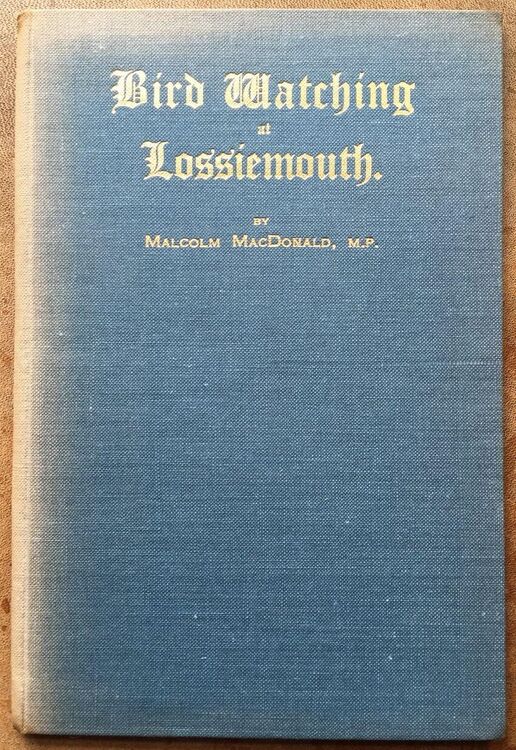 Bird Watching
at
Lossiemouth.
BY
MALCOLM MACDONALD, M.P.